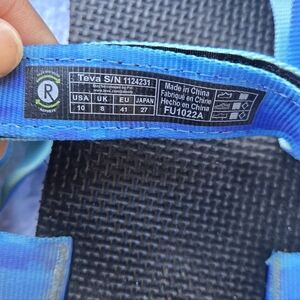 R
Teva S/N 1124231
USA UK EU JAPAN
10 8 41 27
Made in China
Fabriqué en Chine
Hecho en China
FU1022A